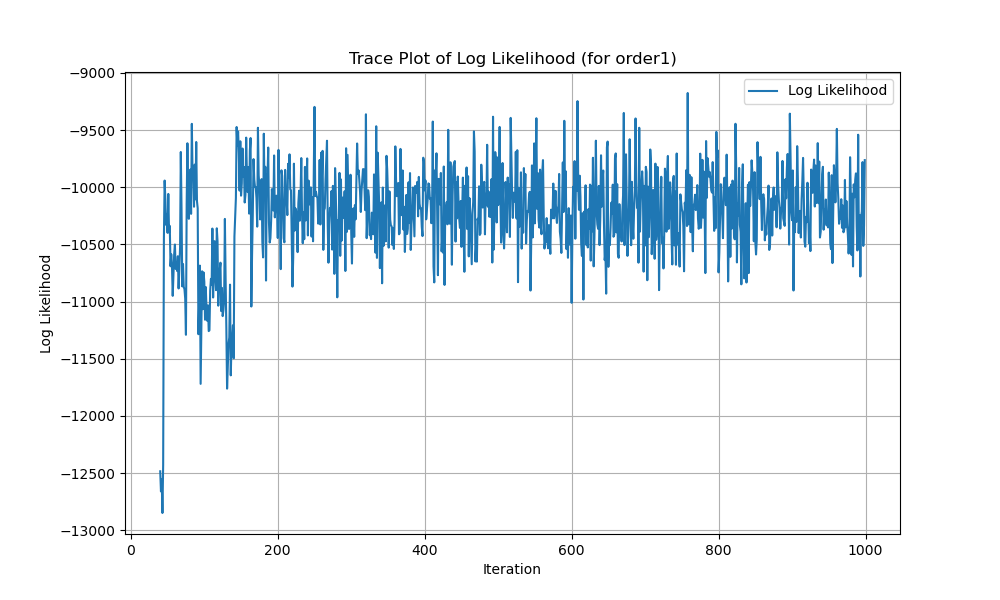 Trace Plot of Log Likelihood (for order1)
Log Likelihood
−9000
−9500
−10000
−10500
−11000
−11500
−12000
−12500
−13000
Log Likelihood
0 200 400 600 800 1000
Iteration